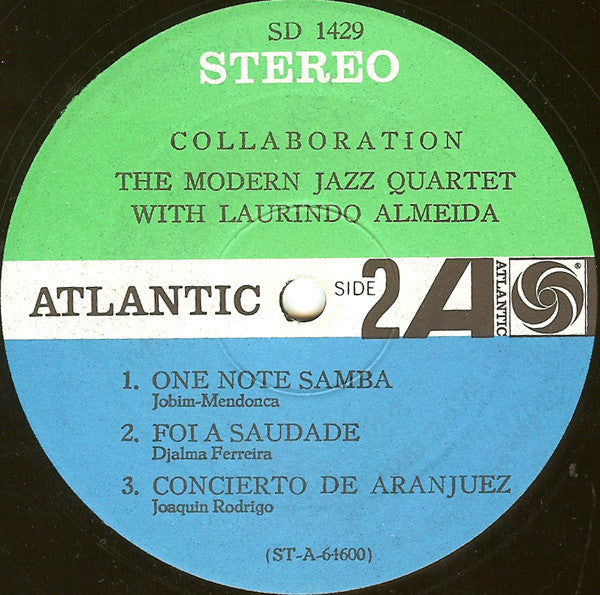 SD 1429
STEREO
COLLABORATION
THE MODERN JAZZ QUARTET
WITH LAURINDO ALMEIDA
ATLANTIC SIDE 2 A ATLANTIC ®
1. ONE NOTE SAMBA
Jobim-Mendonca
2. FOI A SAUDADE
Djalma Ferreira
3. CONCIERTO DE ARANJUEZ
Joaquin Rodrigo
(ST-A-64600)